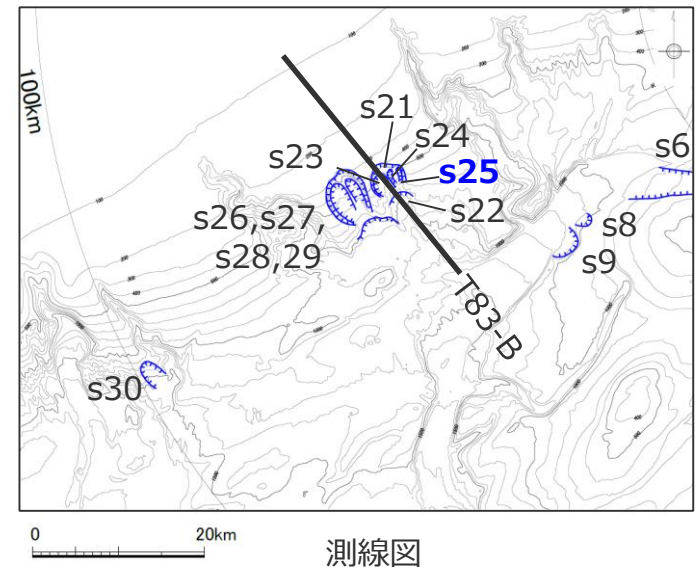 100km
s21
s24
s23
s25
s6
s26,s27,
s28,29
s22
s8
s9
T83-B
s30
0 20km
測線図